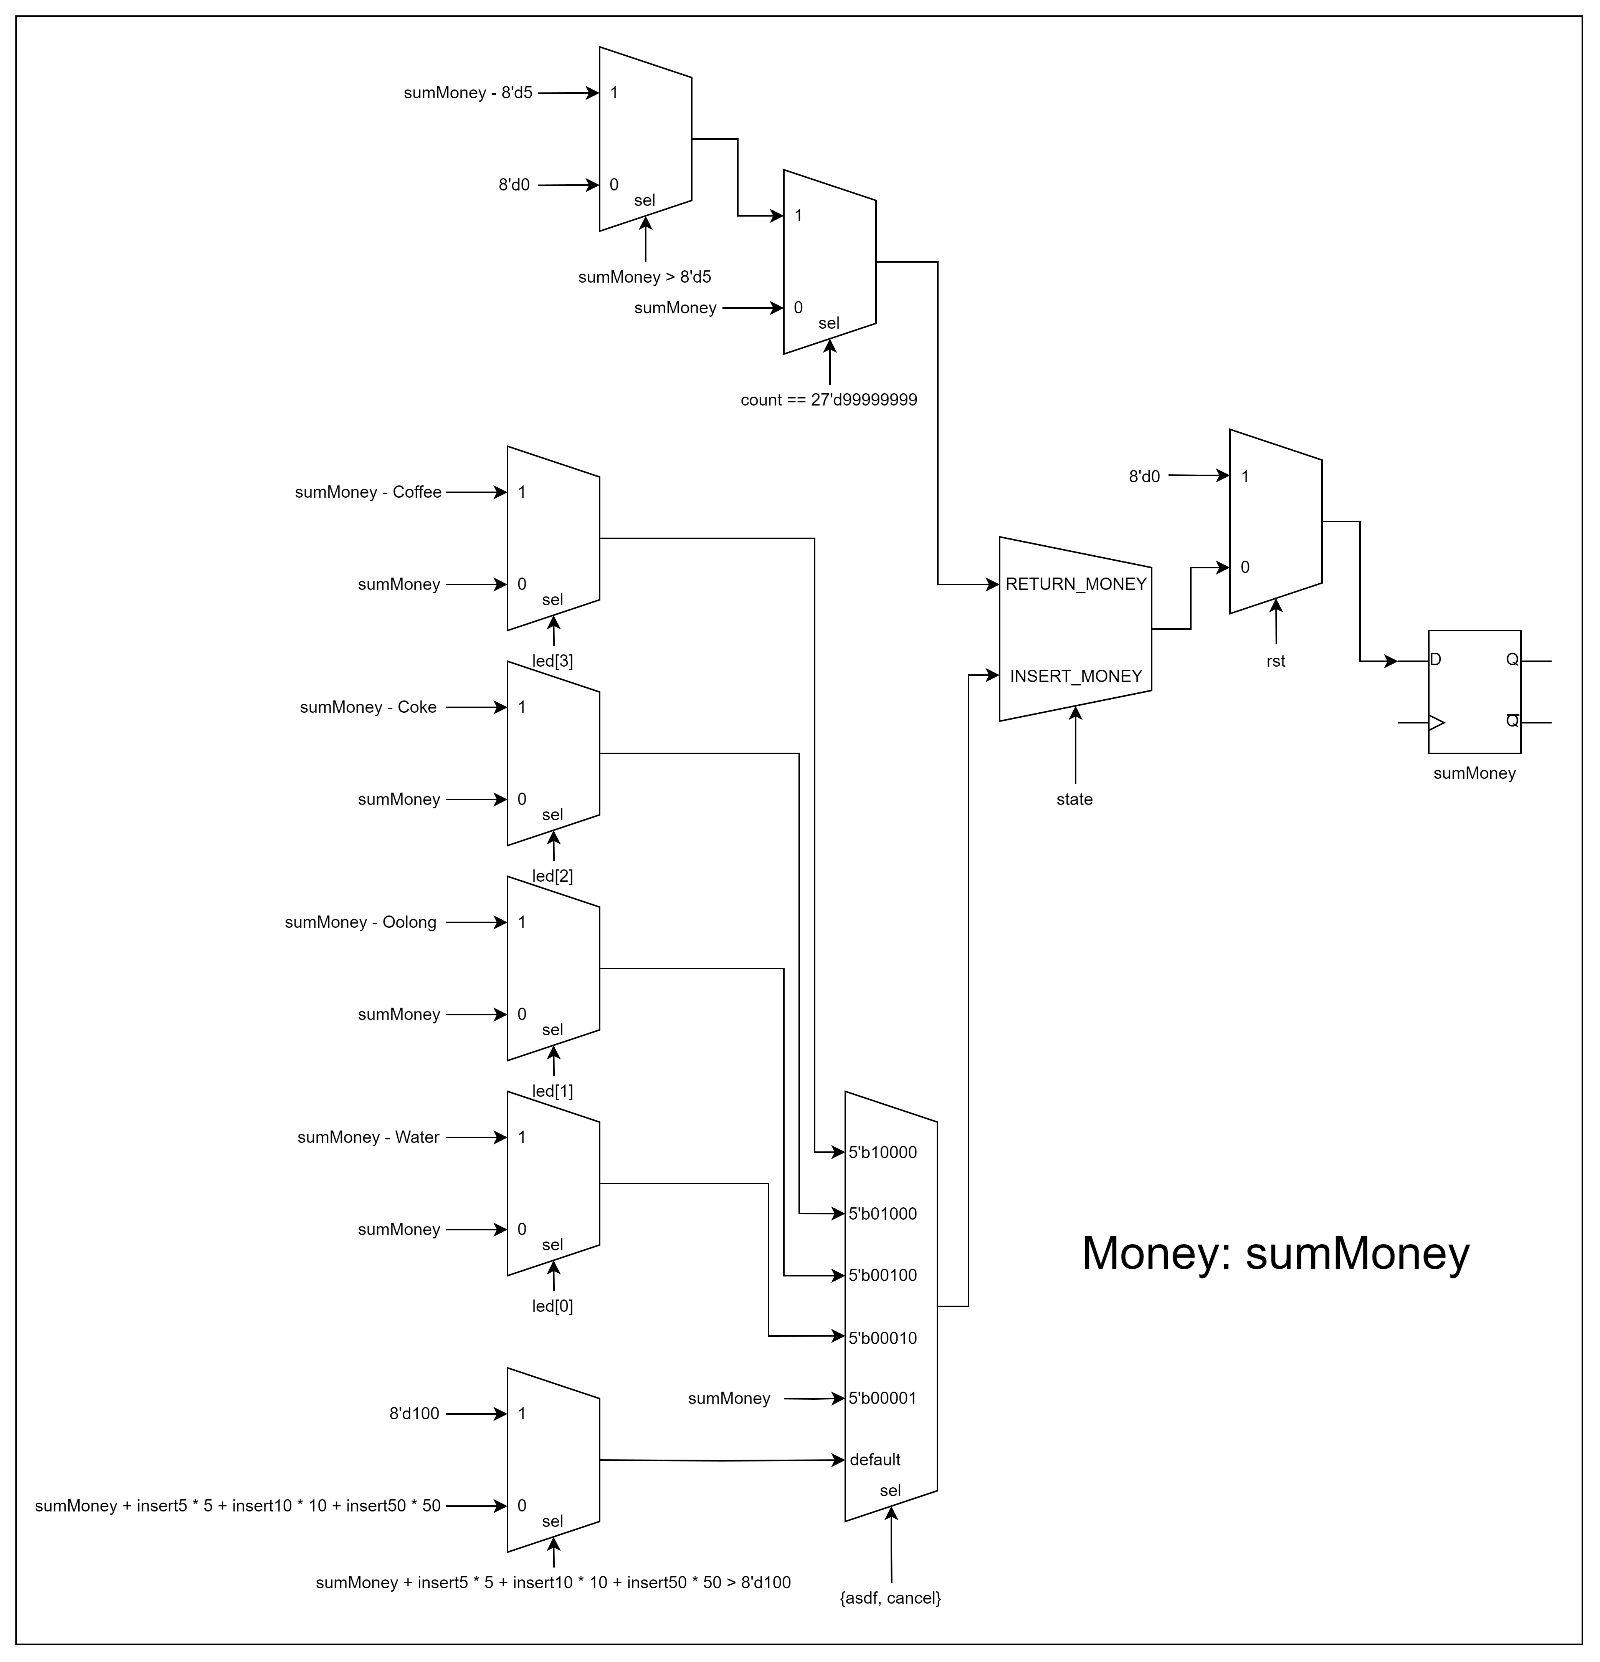 sumMoney - 8'd5
1
8'd0
0
sel
sumMoney > 8'd5
1
sumMoney
0
sel
count == 27'd99999999
sumMoney - Coffee
1
sumMoney
0
sel
led[3]
sumMoney - Coke
1
sumMoney
0
sel
led[2]
sumMoney - Oolong
1
sumMoney
0
sel
led[1]
sumMoney - Water
1
sumMoney
0
sel
led[0]
8'd100
1
sumMoney + insert5 * 5 + insert10 * 10 + insert50 * 50
0
sel
sumMoney + insert5 * 5 + insert10 * 10 + insert50 * 50 > 8'd100
5'b10000
5'b01000
5'b00100
5'b00010
sumMoney
5'b00001
default
sel
{asdf, cancel}
RETURN_MONEY
INSERT_MONEY
state
8'd0
1
0
rst
D
Q
Q̅
sumMoney
Money: sumMoney